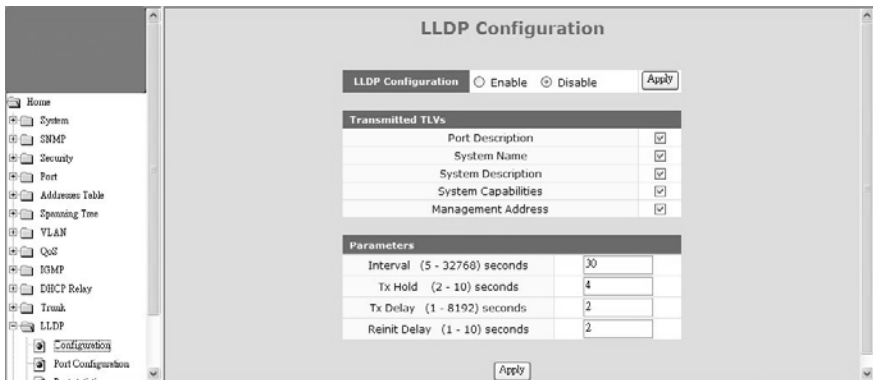 Home
System
SNMP
Security
Port
Addresses Table
Spanning Tree
VLAN
QoS
IGMP
DHCP Relay
Trunk
LLDP
Configuration
Port Configuration
LLDP Configuration
LLDP Configuration Enable Disable Apply
Transmitted TLVs
Port Description
System Name
System Description
System Capabilities
Management Address
Parameters
Interval (5 - 32768) seconds 30
Tx Hold (2 - 10) seconds 4
Tx Delay (1 - 8192) seconds 2
Reinit Delay (1 - 10) seconds 2
Apply